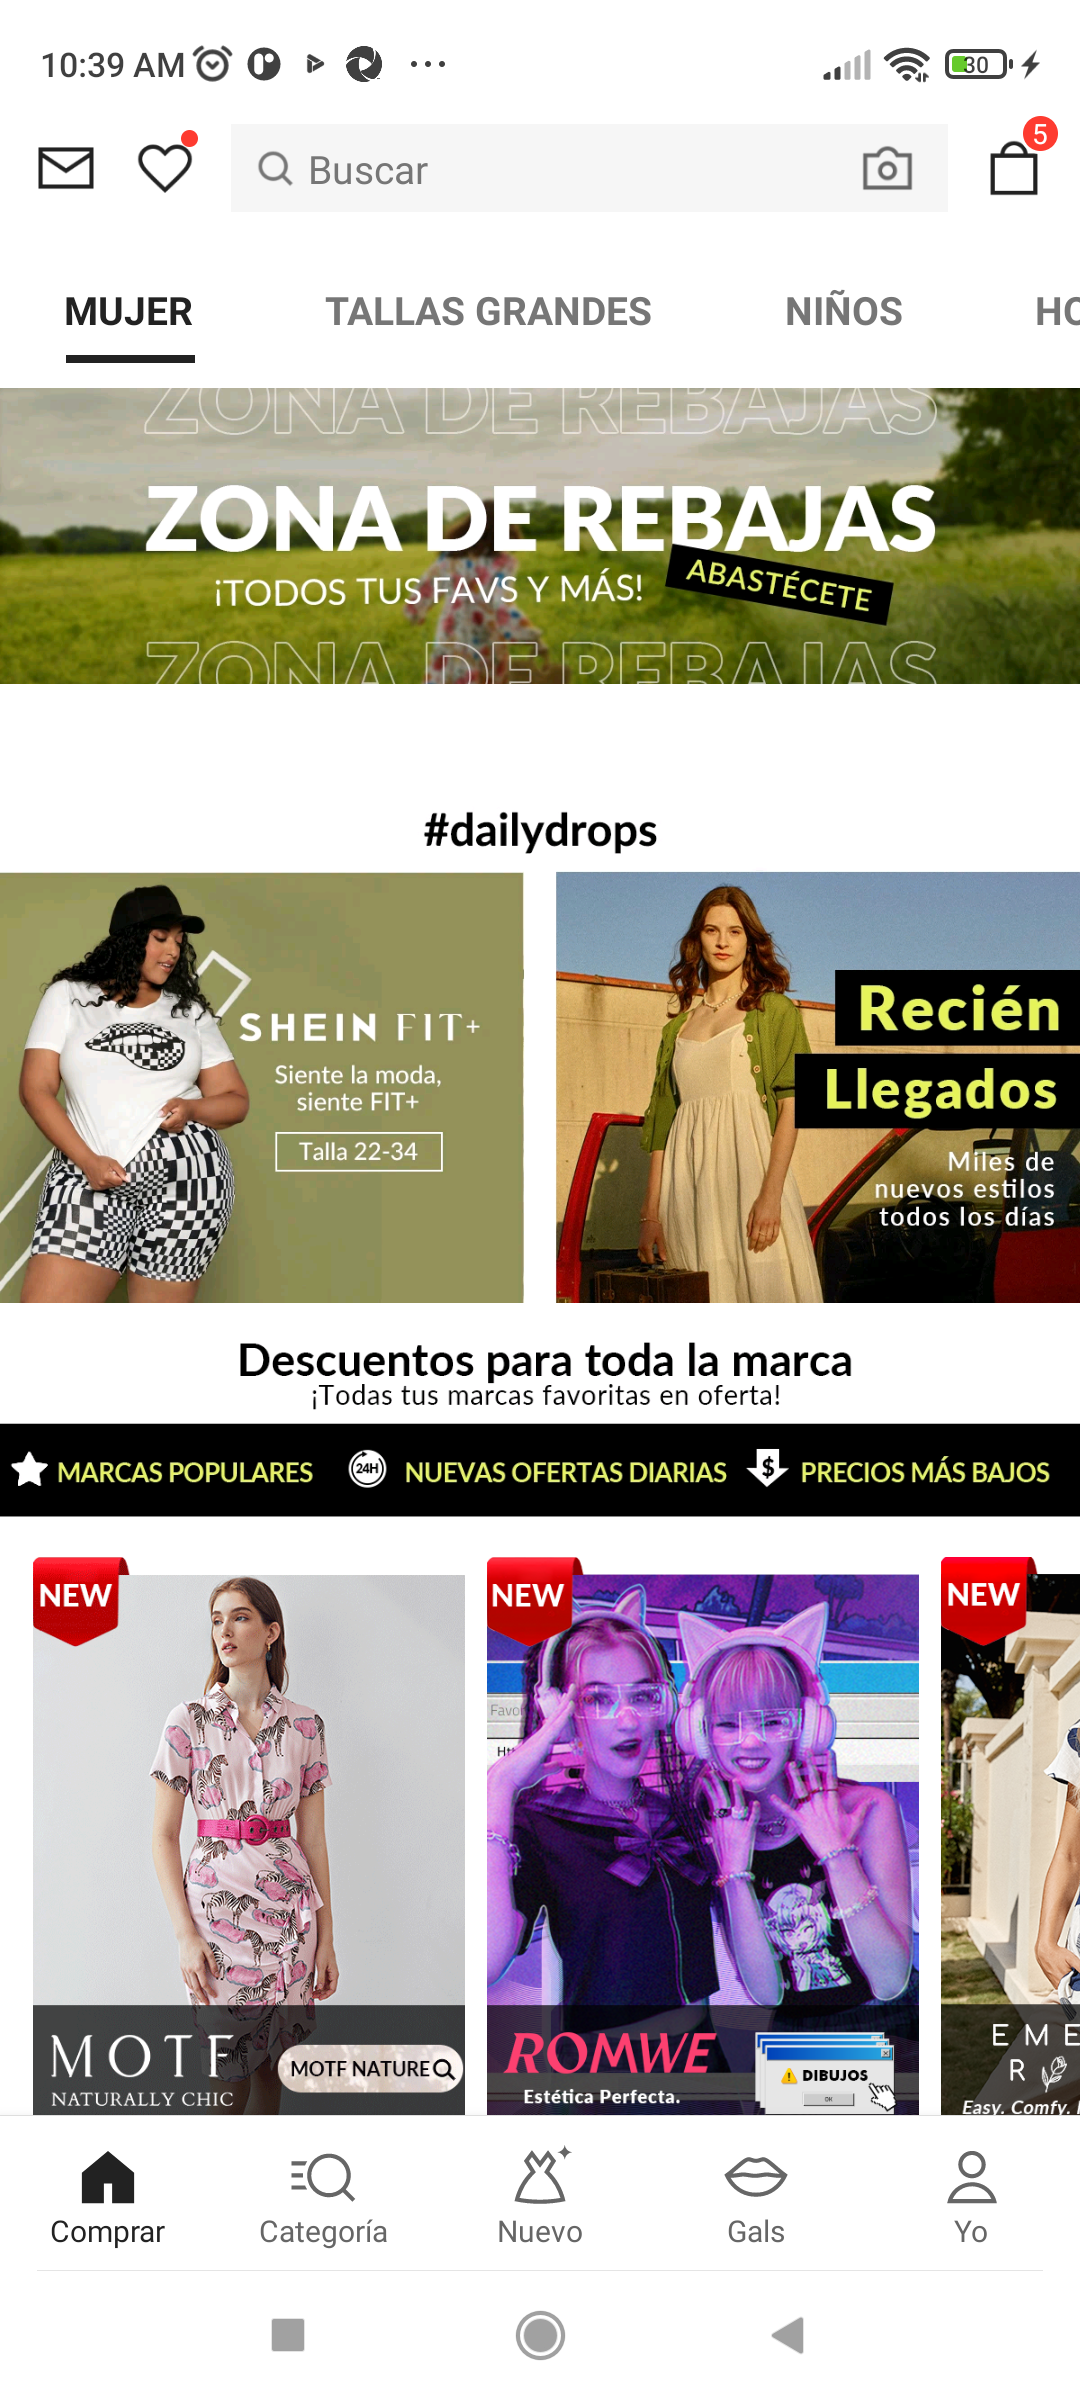 10:39 AM
30
5
Buscar
MUJER
TALLAS GRANDES
NIÑOS
HO
ZONA DE REBAJAS
ZONA DE REBAJAS
¡TODOS TUS FAVS Y MÁS!
ABASTÉCETE
ZONA DE REBAJAS
#dailydrops
SHEIN FIT+
Siente la moda,
siente FIT+
Talla 22-34
Recién
Llegados
Miles de
nuevos estilos
todos los días
Descuentos para toda la marca
¡Todas tus marcas favoritas en oferta!
MARCAS POPULARES
24H
NUEVAS OFERTAS DIARIAS
$
PRECIOS MÁS BAJOS
NEW
MOTF
NATURALLY CHIC
MOTF NATURE
NEW
Favor
Htt
ROMWE
Estética Perfecta.
DIBUJOS
OK
NEW
EME
R
Easy. Comfy.
Comprar
Categoría
Nuevo
Gals
Yo